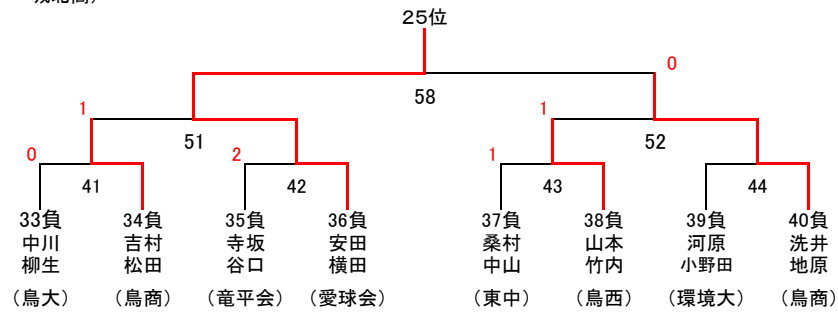 25位
0
58
1
1
51
52
0
2
1
41
42
43
44
33負
34負
35負
36負
37負
38負
39負
40負
中川
吉村
寺坂
安田
桑村
山本
河原
洗井
柳生
松田
谷口
横田
中山
竹内
小野田
地原
（鳥大）
（鳥商）
（竜平会）
（愛球会）
（東中）
（鳥西）
（環境大）
（鳥商）